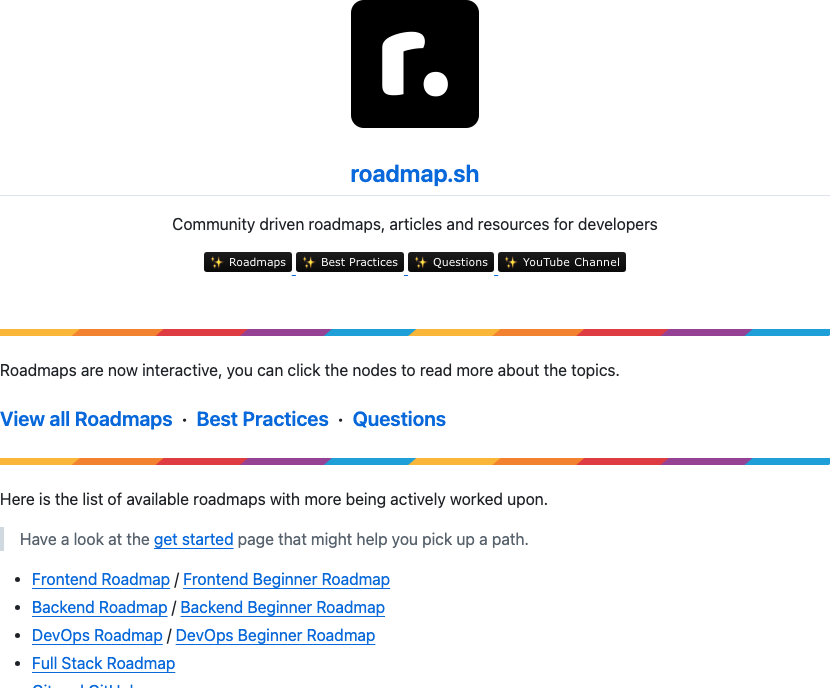 r.
roadmap.sh
Community driven roadmaps, articles and resources for developers
✨ Roadmaps ✨ Best Practices ✨ Questions ✨ YouTube Channel
Roadmaps are now interactive, you can click the nodes to read more about the topics.
View all Roadmaps · Best Practices · Questions
Here is the list of available roadmaps with more being actively worked upon.
Have a look at the get started page that might help you pick up a path.
• Frontend Roadmap / Frontend Beginner Roadmap
• Backend Roadmap / Backend Beginner Roadmap
• DevOps Roadmap / DevOps Beginner Roadmap
• Full Stack Roadmap